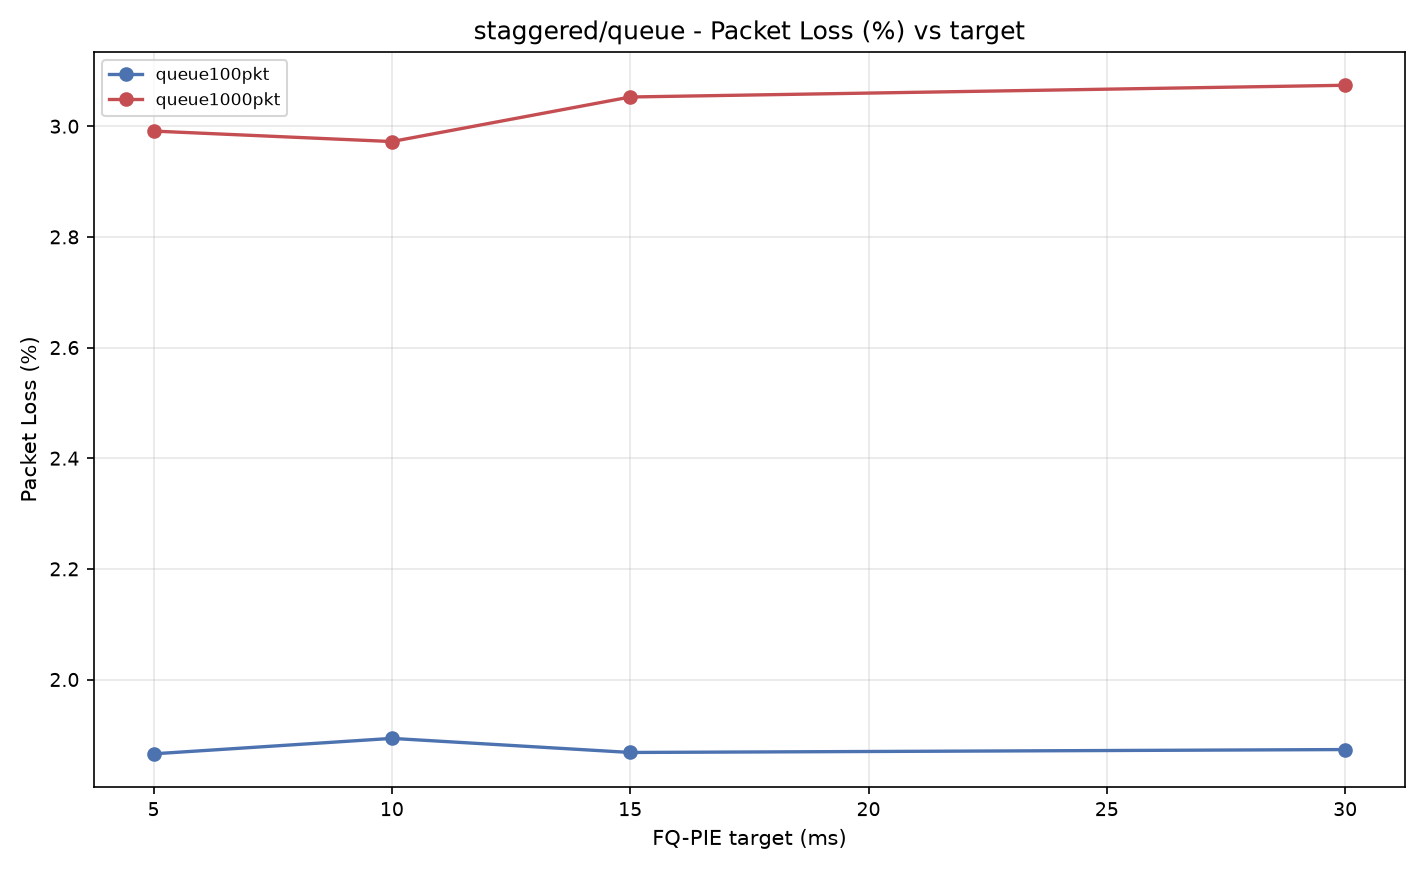 staggered/queue - Packet Loss (%) vs target
queue100pkt
queue1000pkt
3.0
2.8
2.6
2.4
2.2
2.0
Packet Loss (%)
5 10 15 20 25 30
FQ-PIE target (ms)